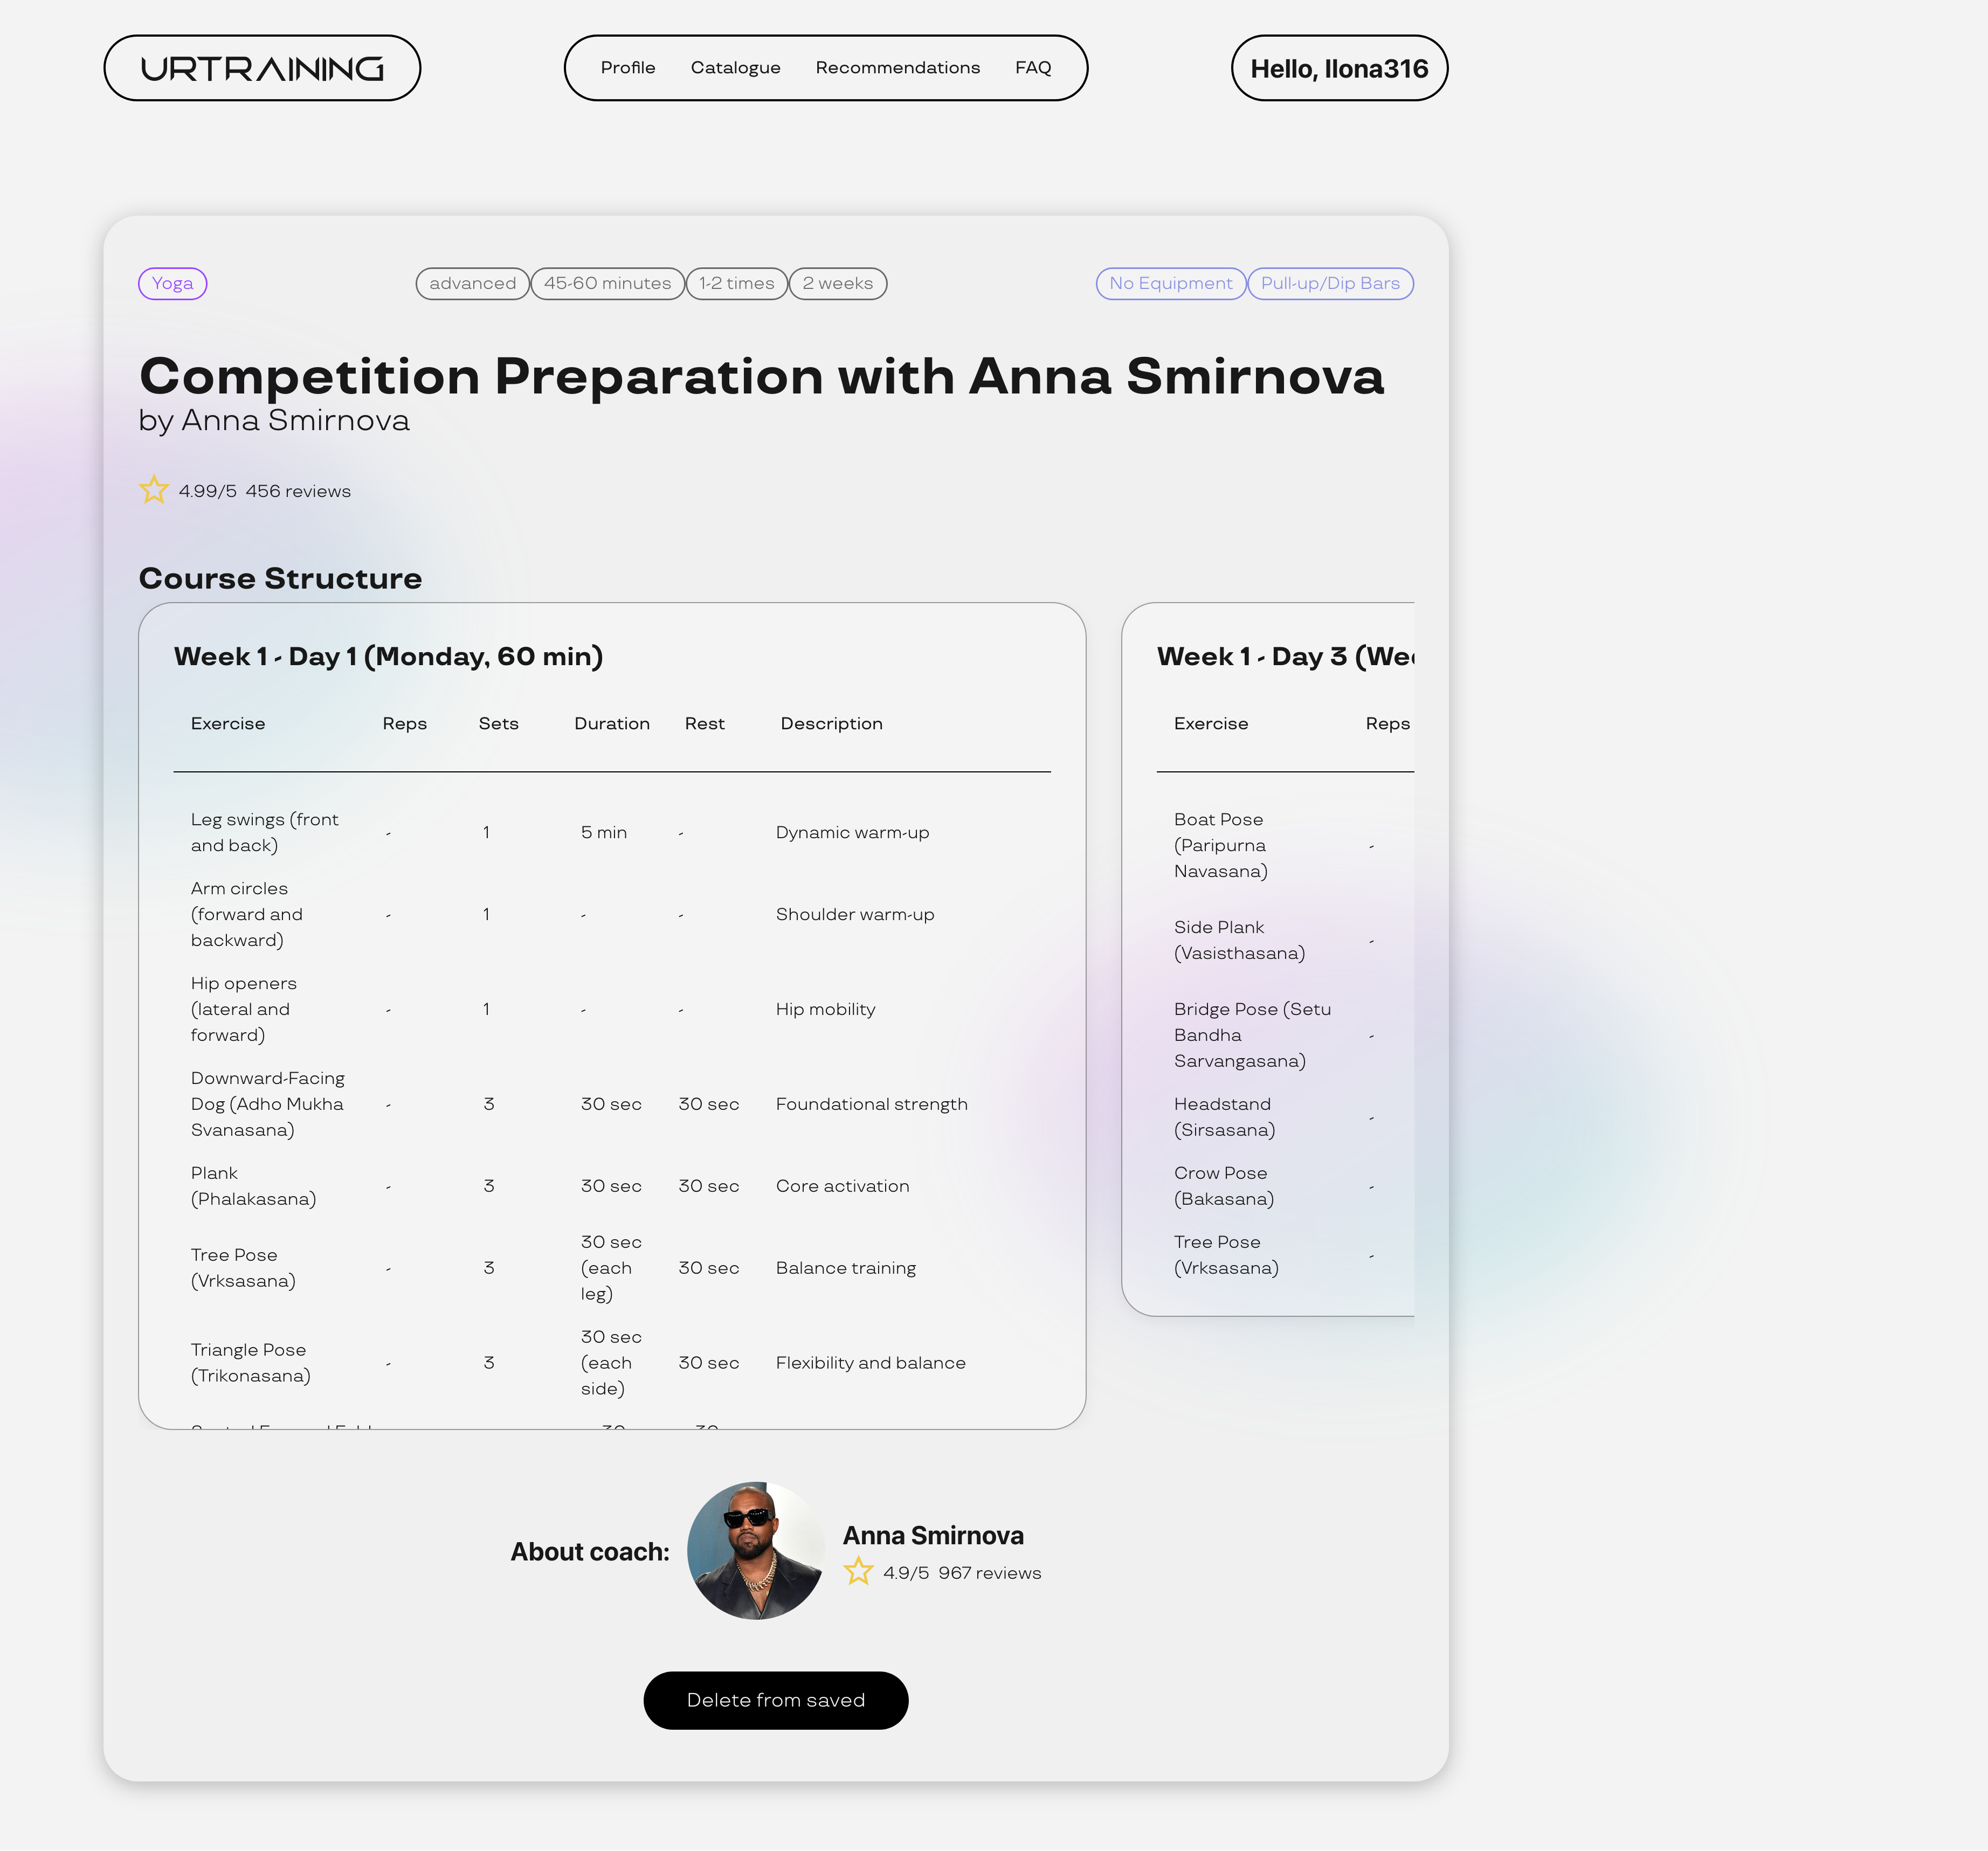 URTRAINING
Profile Catalogue Recommendations FAQ
Hello, Ilona316
Yoga
advanced 45-60 minutes 1-2 times 2 weeks
No Equipment Pull-up/Dip Bars
Competition Preparation with Anna Smirnova
by Anna Smirnova
4.99/5 456 reviews
Course Structure
Week 1 - Day 1 (Monday, 60 min)
Exercise Reps Sets Duration Rest Description
Leg swings (front
and back)
- 1 5 min - Dynamic warm-up
Arm circles
(forward and
backward)
- 1 - - Shoulder warm-up
Hip openers
(lateral and
forward)
- 1 - - Hip mobility
Downward-Facing
Dog (Adho Mukha
Svanasana)
- 3 30 sec 30 sec Foundational strength
Plank
(Phalakasana)
- 3 30 sec 30 sec Core activation
Tree Pose
(Vrksasana)
- 3
30 sec
(each
leg)
30 sec Balance training
Triangle Pose
(Trikonasana)
- 3
30 sec
(each
side)
30 sec Flexibility and balance
Week 1 - Day 3
Exercise Reps
Boat Pose
(Paripurna
Navasana)
-
Side Plank
(Vasisthasana)
-
Bridge Pose (Setu
Bandha
Sarvangasana)
-
Headstand
(Sirsasana)
-
Crow Pose
(Bakasana)
-
Tree Pose
(Vrksasana)
-
About coach:
Anna Smirnova
4.9/5 967 reviews
Delete from saved